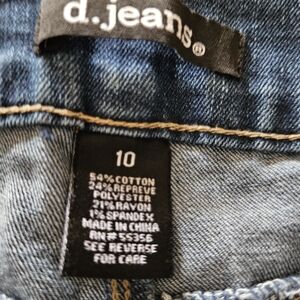 d.jeans®
10
54%COTTON
24%REPREVE
POLYESTER
21%RAYON
1%SPANDEX
MADE IN CHINA
RN# 55356
SEE REVERSE
FOR CARE